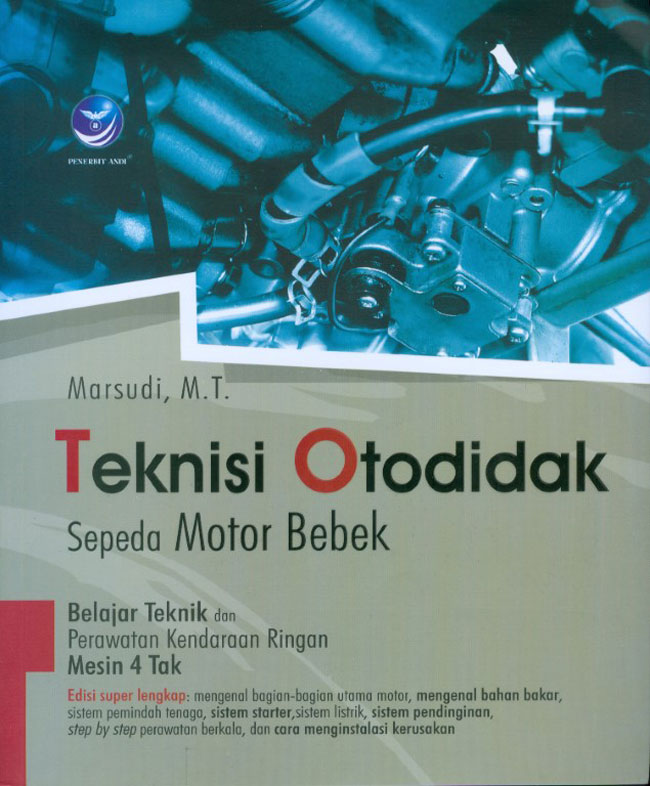 PENERBIT ANDI
Marsudi, M.T.
Teknisi Otodidak
Sepeda Motor Bebek
Belajar Teknik dan
Perawatan Kendaraan Ringan
Mesin 4 Tak
Edisi super lengkap: mengenal bagian-bagian utama motor, mengenal bahan bakar,
sistem pemindah tenaga, sistem starter,sistem listrik, sistem pendinginan,
step by step perawatan berkala, dan cara menginstalasi kerusakan